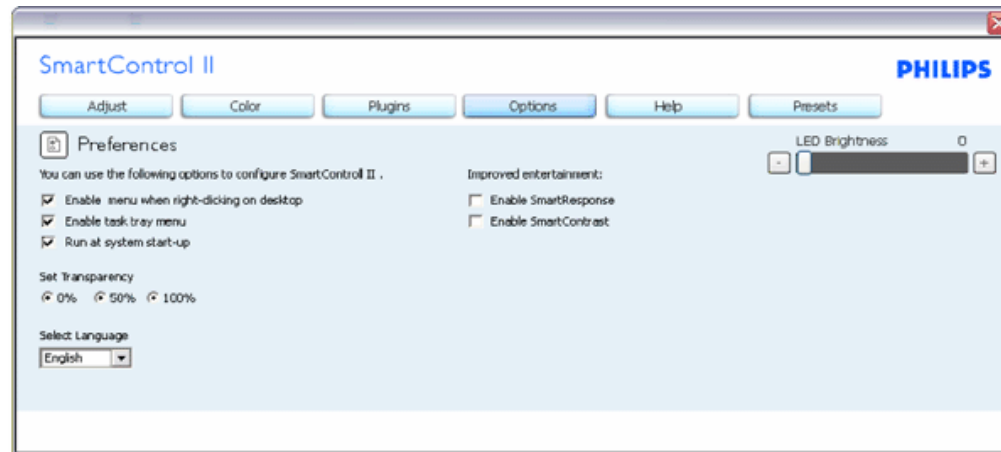 SmartControl II
PHILIPS
Adjust Color Plugins Options Help Presets
Preferences
LED Brightness 0
- +
You can use the following options to configure SmartControl II .
Improved entertainment:
Enable menu when right-clicking on desktop
Enable SmartResponse
Enable task tray menu
Enable SmartContrast
Run at system start-up
Set Transparency
0% 50% 100%
Select Language
English